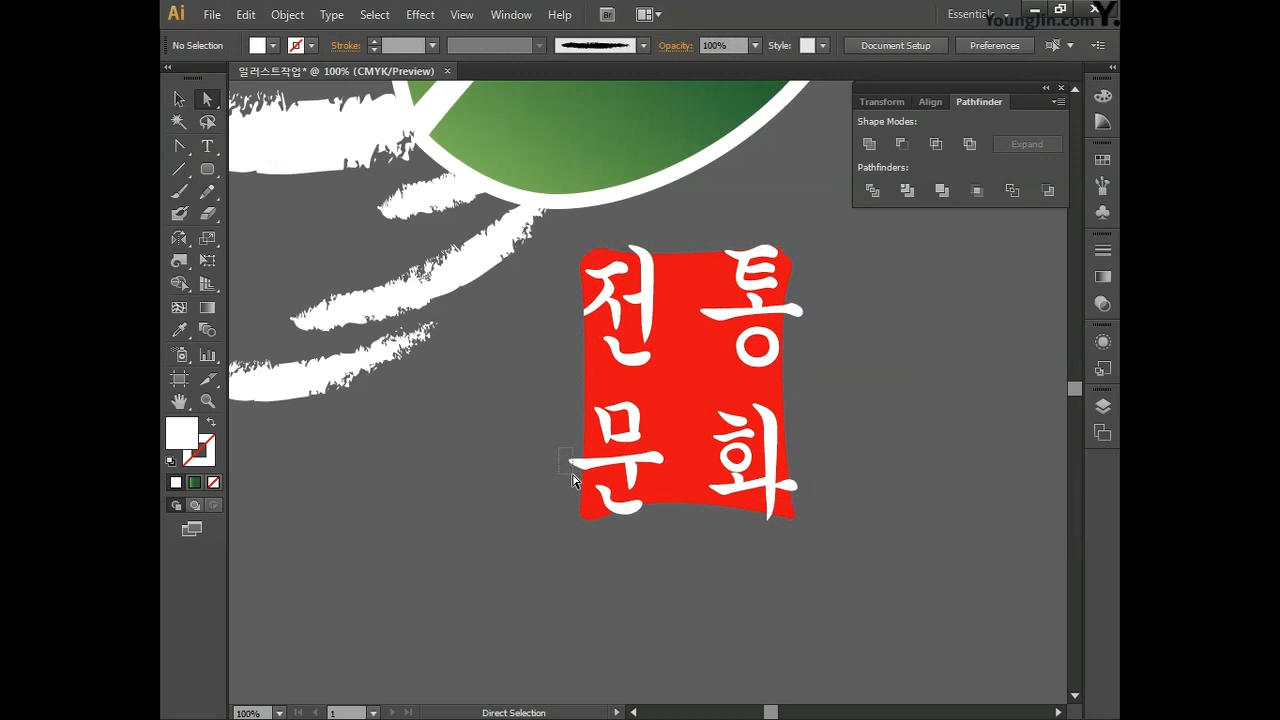 Ai File Edit Object Type Select Effect View Window Help Br Essentials
YoungJin.com Y.
No Selection Stroke: Opacity: 100% Style: Document Setup Preferences
일러스트작업* @ 100% (CMYK/Preview) ×
Transform Align Pathfinder
Shape Modes:
Expand
Pathfinders:
전 통
문 화
100% 1 Direct Selection